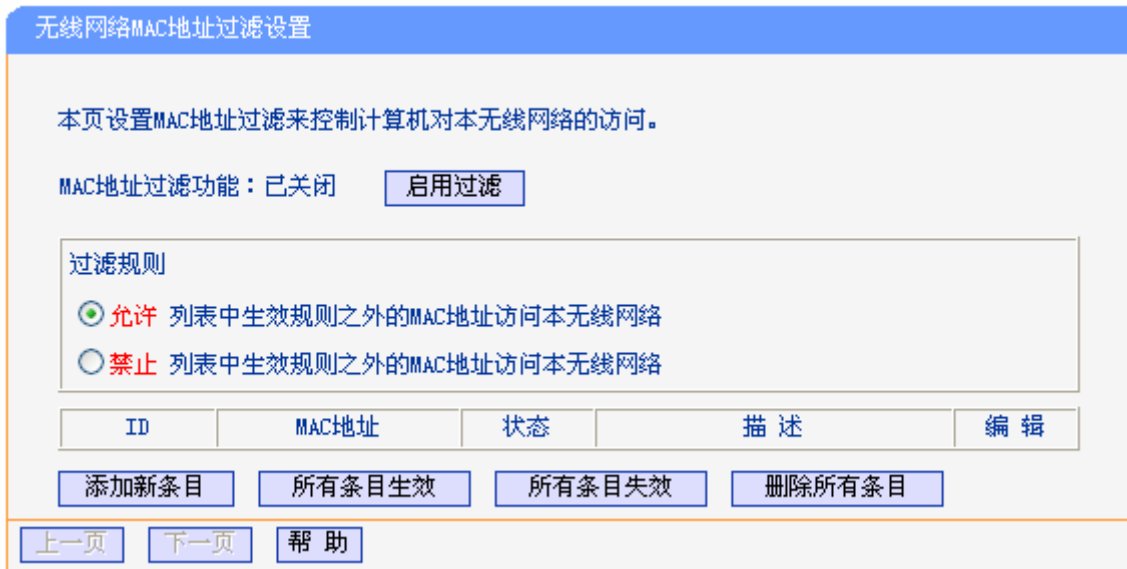 无线网络MAC地址过滤设置
本页设置MAC地址过滤来控制计算机对本无线网络的访问。
MAC地址过滤功能：已关闭 启用过滤
过滤规则
允许 列表中生效规则之外的MAC地址访问本无线网络
禁止 列表中生效规则之外的MAC地址访问本无线网络
ID MAC地址 状态 描 述 编 辑
添加新条目 所有条目生效 所有条目失效 删除所有条目
上一页 下一页 帮 助